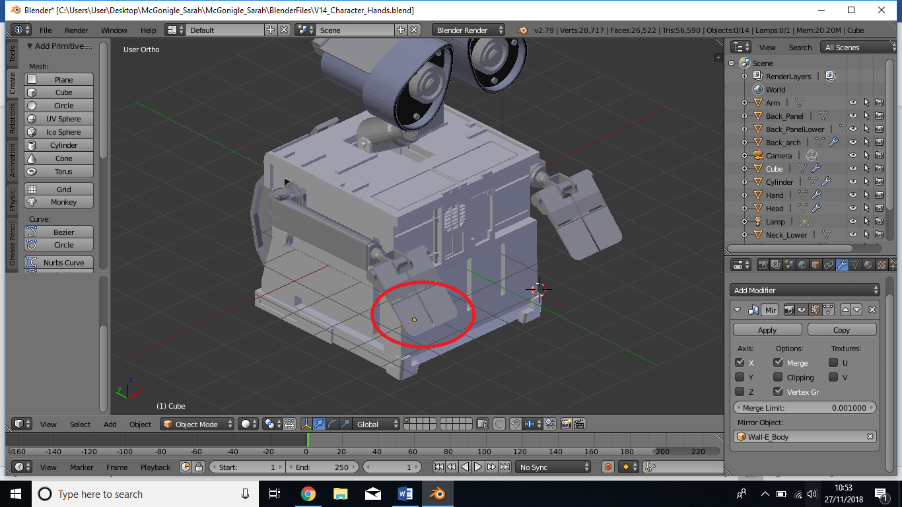 Blender* [C:\Users\User\Desktop\McGonigle_Sarah\BlenderFiles\V14_Character_Hands.blend]
File Render Window Help Default Scene Blender Render v2.79 | Verts:28,717 | Faces:26,522 | Tris:56,590 | Objects:0/14 | Lamps:0/1 | Mem:20.20M | Cube
Add Primitive
Mesh:
Plane
Cube
Circle
UV Sphere
Ico Sphere
Cylinder
Cone
Torus
Grid
Monkey
Curve:
Bezier
Circle
Nurbs Curve
Tools
Create
Relations
Animation
Physic
Grease Pencil
User Ortho
(1) Cube
View Search All Scenes
Scene
RenderLayers
World
Arm
Back_Panel
Back_PanelLower
Back_arch
Camera
Cube
Cylinder
Hand
Head
Lamp
Neck_Lower
Add Modifier
Mir
Apply Copy
Axis: Options: Textures:
X Merge U
Y Clipping V
Z Vertex Gr
Merge Limit: 0.001000
Mirror Object:
Wall-E_Body
View Select Add Object Object Mode Global
-160 -140 -120 -100 -80 -60 -40 -20 0 20 40 60 80 100 120 140 160 180 200 220
View Marker Frame Playback Start: 1 End: 250 1 No Sync
Type here to search
10:53
27/11/2018